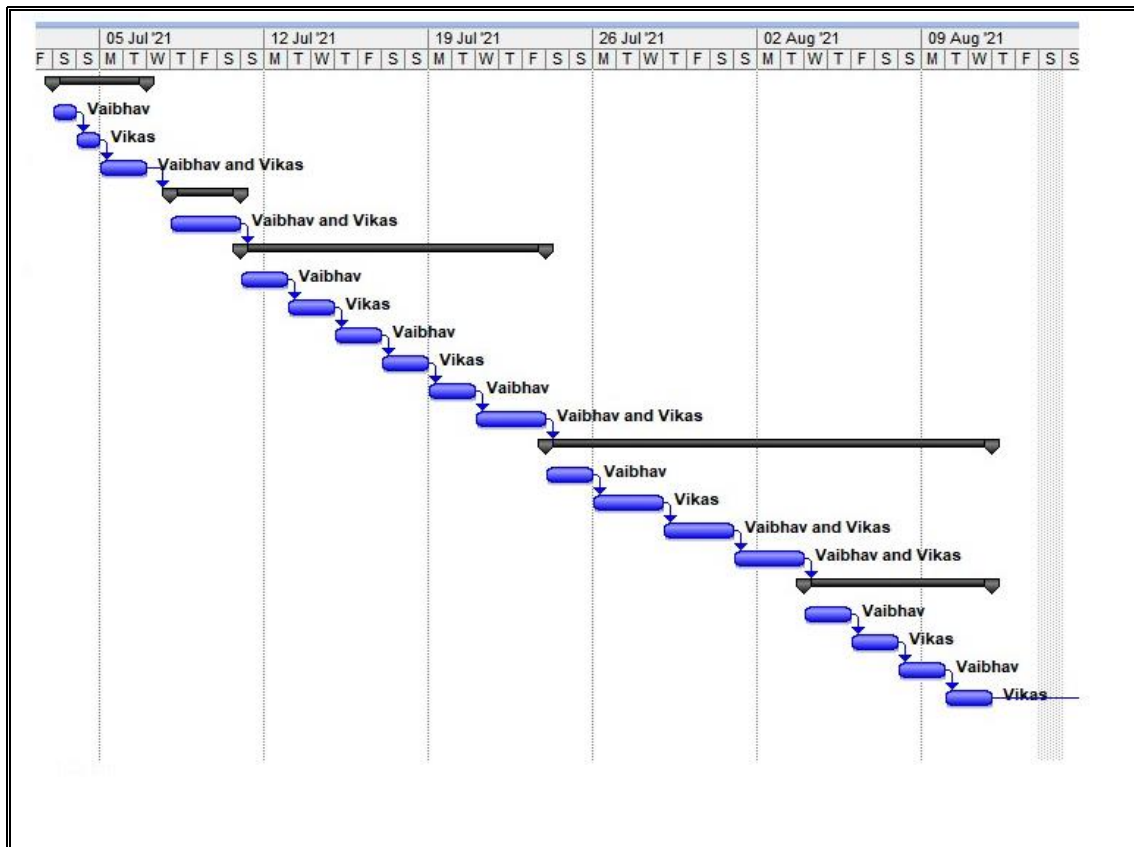 05 Jul '21 12 Jul '21 19 Jul '21 26 Jul '21 02 Aug '21 09 Aug '21
F S S M T W T F S S M T W T F S S M T W T F S S M T W T F S S M T W T F S S M T W T F S S
Vaibhav
Vikas
Vaibhav and Vikas
Vaibhav and Vikas
Vaibhav
Vikas
Vaibhav
Vikas
Vaibhav
Vaibhav and Vikas
Vaibhav
Vikas
Vaibhav and Vikas
Vaibhav and Vikas
Vaibhav
Vikas
Vaibhav
Vikas